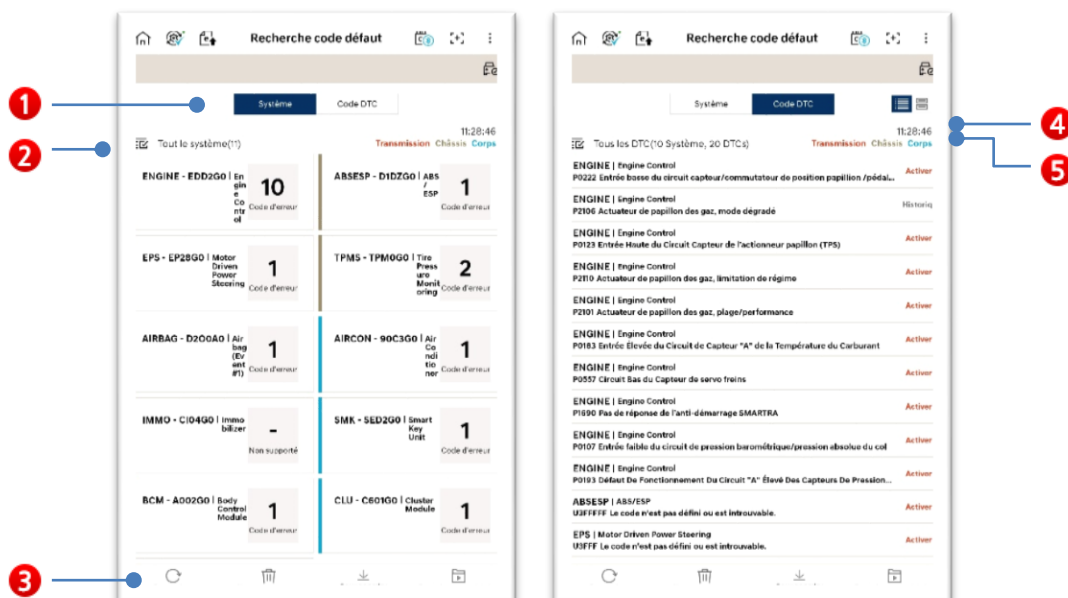 Recherche code défaut
Système
Code DTC
1
11:28:46
2
Tout le système(11)
Transmission Châssis Corps
ENGINE - EDD2G0 | Engine Control
10
Code d'erreur
ABSESP - D1DZG0 | ABS / ESP
1
Code d'erreur
EPS - EP28G0 | Motor Driven Power Steering
1
Code d'erreur
TPMS - TPM0G0 | Tire Pressure Monitoring
2
Code d'erreur
AIRBAG - D200A0 | Airbag (Event #1)
1
Code d'erreur
AIRCON - 90C3G0 | Air Conditioner
1
Code d'erreur
IMMO - CI04G0 | Immobilizer
-
Non supporté
SMK - SED2G0 | Smart Key Unit
1
Code d'erreur
BCM - A002G0 | Body Control Module
1
Code d'erreur
CLU - C601G0 | Cluster Module
1
Code d'erreur
3
Recherche code défaut
Système
Code DTC
4
11:28:46
5
Tous les DTC(10 Système, 20 DTCs)
Transmission Châssis Corps
ENGINE | Engine Control
P0222 Entrée basse du circuit capteur/commutateur de position papillion /pédal...
Activer
ENGINE | Engine Control
P2106 Actuateur de papillon des gaz, mode dégradé
Historiq
ENGINE | Engine Control
P0123 Entrée Haute du Circuit Capteur de l'actionneur papillon (TPS)
Activer
ENGINE | Engine Control
P2110 Actuateur de papillon des gaz, limitation de régime
Activer
ENGINE | Engine Control
P2101 Actuateur de papillon des gaz, plage/performance
Activer
ENGINE | Engine Control
P0183 Entrée Élevée du Circuit de Capteur "A" de la Température du Carburant
Activer
ENGINE | Engine Control
P0557 Circuit Bas du Capteur de servo freins
Activer
ENGINE | Engine Control
P1690 Pas de réponse de l'anti-démarrage SMARTRA
Activer
ENGINE | Engine Control
P0107 Entrée faible du circuit de pression barométrique/pression absolue du col
Activer
ENGINE | Engine Control
P0193 Défaut De Fonctionnement Du Circuit "A" Élevé Des Capteurs De Pression...
Activer
ABSESP | ABS/ESP
U3FFFFF Le code n'est pas défini ou est introuvable.
Activer
EPS | Motor Driven Power Steering
U3FFF Le code n'est pas défini ou est introuvable.
Activer